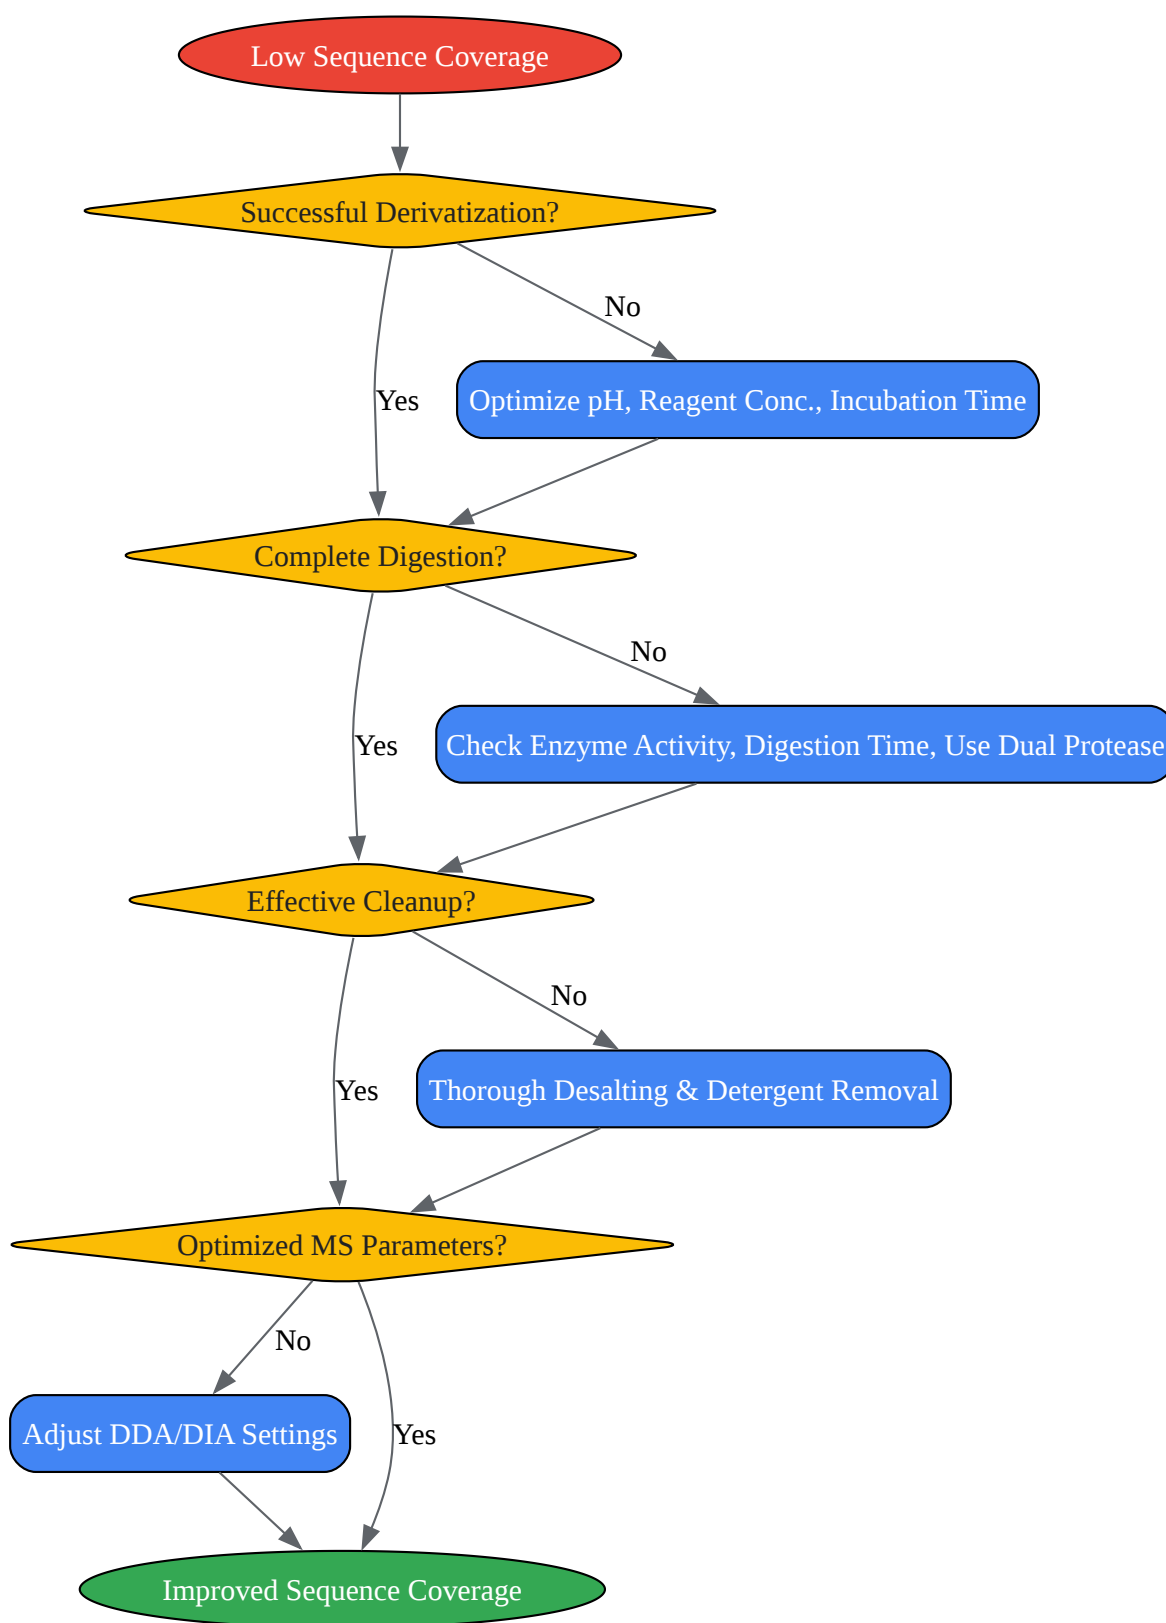 Low Sequence Coverage
Successful Derivatization?
No
Yes
Optimize pH, Reagent Conc., Incubation Time
Complete Digestion?
No
Yes
Check Enzyme Activity, Digestion Time, Use Dual Protease
Effective Cleanup?
No
Yes
Thorough Desalting & Detergent Removal
Optimized MS Parameters?
No
Adjust DDA/DIA Settings
Yes
Improved Sequence Coverage